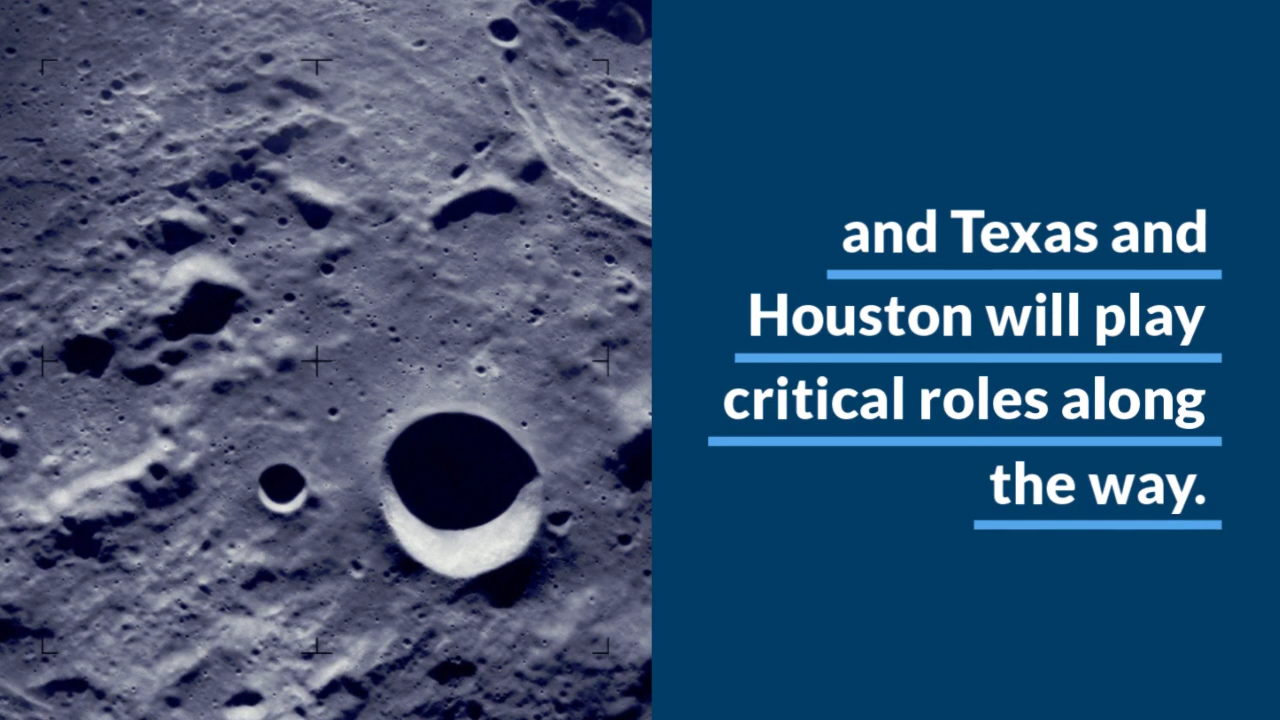 and Texas and
Houston will play
critical roles along
the way.